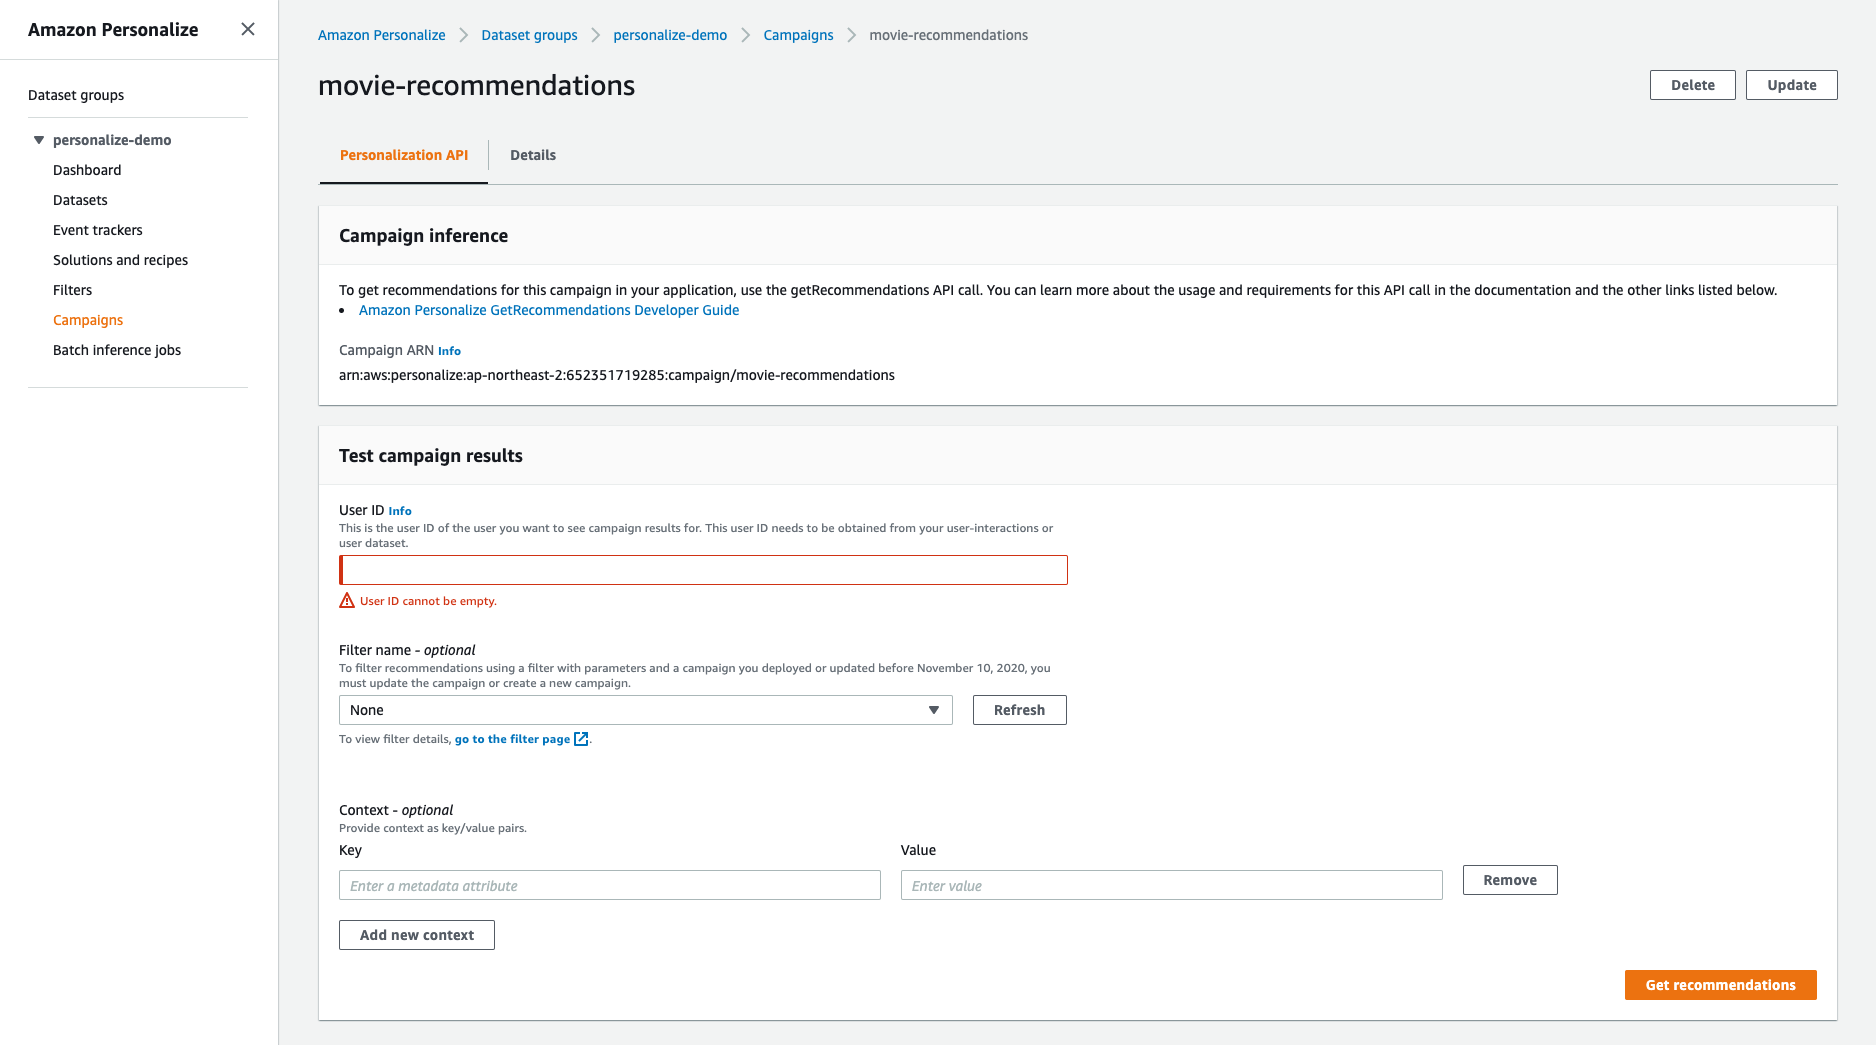 Amazon Personalize
Dataset groups
personalize-demo
Dashboard
Datasets
Event trackers
Solutions and recipes
Filters
Campaigns
Batch inference jobs
Amazon Personalize > Dataset groups > personalize-demo > Campaigns > movie-recommendations
movie-recommendations
Delete
Update
Personalization API
Details
Campaign inference
To get recommendations for this campaign in your application, use the getRecommendations API call. You can learn more about the usage and requirements for this API call in the documentation and the other links listed below.
• Amazon Personalize GetRecommendations Developer Guide
Campaign ARN Info
arn:aws:personalize:ap-northeast-2:652351719285:campaign/movie-recommendations
Test campaign results
User ID Info
This is the user ID of the user you want to see campaign results for. This user ID needs to be obtained from your user-interactions or
user dataset.
User ID cannot be empty.
Filter name - optional
To filter recommendations using a filter with parameters and a campaign you deployed or updated before November 10, 2020, you
must update the campaign or create a new campaign.
None
Refresh
To view filter details, go to the filter page.
Context - optional
Provide context as key/value pairs.
Key
Value
Enter a metadata attribute
Enter value
Remove
Add new context
Get recommendations